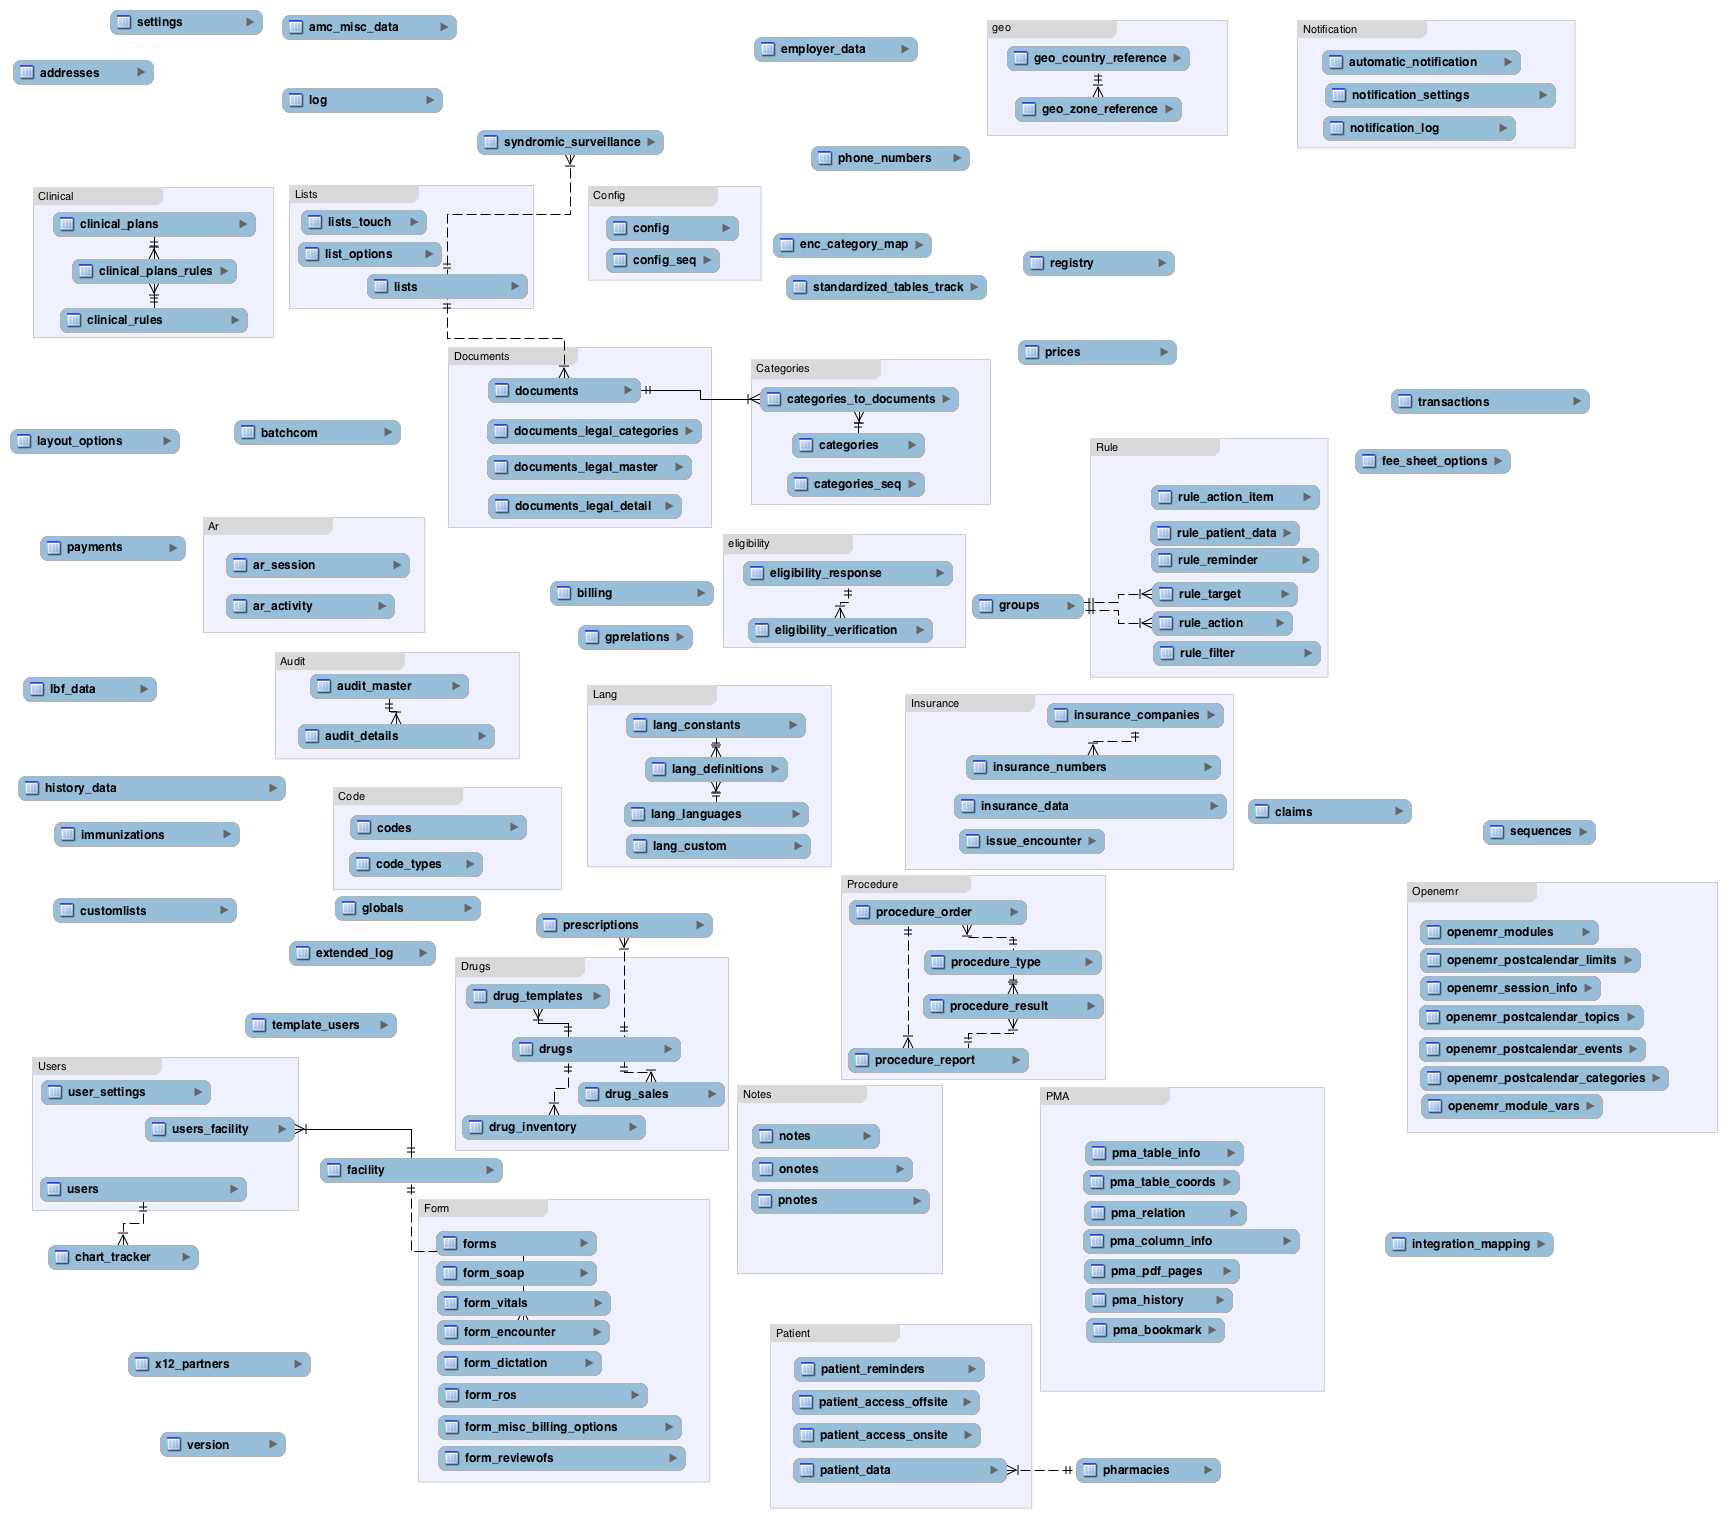 settings
amc_misc_data
addresses
log
employer_data
syndromic_surveillance
phone_numbers
geo
geo_country_reference
geo_zone_reference
Notification
automatic_notification
notification_settings
notification_log
Clinical
clinical_plans
clinical_plans_rules
clinical_rules
Lists
lists_touch
list_options
lists
Config
config
config_seq
enc_category_map
standardized_tables_track
registry
prices
Documents
documents
documents_legal_categories
documents_legal_master
documents_legal_detail
Categories
categories_to_documents
categories
categories_seq
transactions
fee_sheet_options
layout_options
batchcom
Rule
rule_action_item
rule_patient_data
rule_reminder
rule_target
rule_action
rule_filter
groups
payments
Ar
ar_session
ar_activity
billing
gprelations
eligibility
eligibility_response
eligibility_verification
lbf_data
Audit
audit_master
audit_details
Lang
lang_constants
lang_definitions
lang_languages
lang_custom
Insurance
insurance_companies
insurance_numbers
insurance_data
issue_encounter
claims
sequences
history_data
immunizations
customlists
Code
codes
code_types
globals
extended_log
prescriptions
Drugs
drug_templates
drugs
drug_sales
drug_inventory
Procedure
procedure_order
procedure_type
procedure_result
procedure_report
Openemr
openemr_modules
openemr_postcalendar_limits
openemr_session_info
openemr_postcalendar_topics
openemr_postcalendar_events
openemr_postcalendar_categories
openemr_module_vars
template_users
Users
user_settings
users_facility
users
facility
chart_tracker
Form
forms
form_soap
form_vitals
form_encounter
form_dictation
form_ros
form_misc_billing_options
form_reviewofs
Notes
notes
onotes
pnotes
PMA
pma_table_info
pma_table_coords
pma_relation
pma_column_info
pma_pdf_pages
pma_history
pma_bookmark
integration_mapping
x12_partners
version
Patient
patient_reminders
patient_access_offsite
patient_access_onsite
patient_data
pharmacies